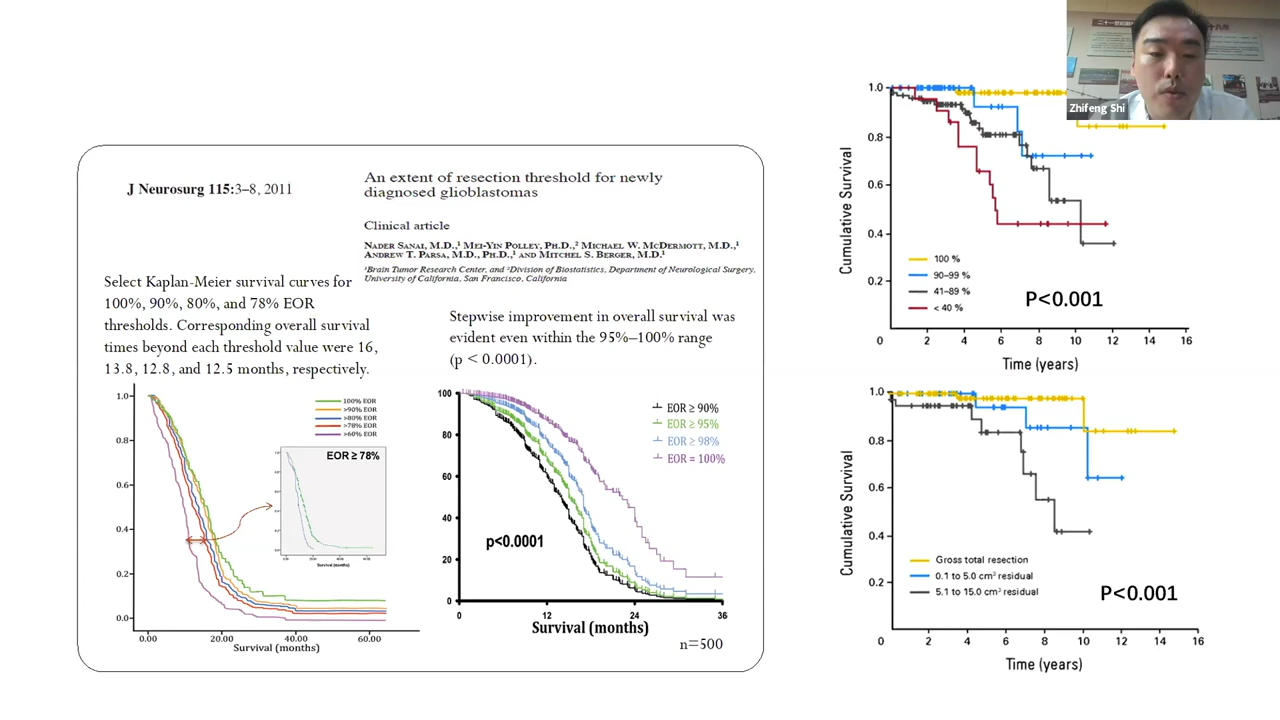 二十一世纪
十八年
Zhifeng Shi
J Neurosurg 115:3–8, 2011
An extent of resection threshold for newly
diagnosed glioblastomas
Clinical article
NADER SANAI, M.D.,¹ MEI-YIN POLLEY, PH.D.,² MICHAEL W. MCDERMOTT, M.D.,¹
ANDREW T. PARSA, M.D., PH.D.,¹ AND MITCHEL S. BERGER, M.D.¹
¹Brain Tumor Research Center, and ²Division of Biostatistics, Department of Neurological Surgery,
University of California, San Francisco, California
Select Kaplan-Meier survival curves for
100%, 90%, 80%, and 78% EOR
thresholds. Corresponding overall survival
times beyond each threshold value were 16,
13.8, 12.8, and 12.5 months, respectively.
Stepwise improvement in overall survival was
evident even within the 95%–100% range
(p < 0.0001).
1.0
0.8
0.6
0.4
0.2
0.0
0.00
20.00
40.00
60.00
Survival (months)
100% EOR
>90% EOR
>80% EOR
>78% EOR
>60% EOR
EOR ≥ 78%
Survival (months)
100
80
60
40
20
0
0
12
24
36
Survival (months)
EOR ≥ 90%
EOR ≥ 95%
EOR ≥ 98%
EOR = 100%
p<0.0001
n=500
Cumulative Survival
1.0
0.8
0.6
0.4
0.2
0
2
4
6
8
10
12
14
16
Time (years)
100 %
90–99 %
41–89 %
< 40 %
P<0.001
Cumulative Survival
1.0
0.8
0.6
0.4
0.2
0
2
4
6
8
10
12
14
16
Time (years)
Gross total resection
0.1 to 5.0 cm³ residual
5.1 to 15.0 cm³ residual
P<0.001